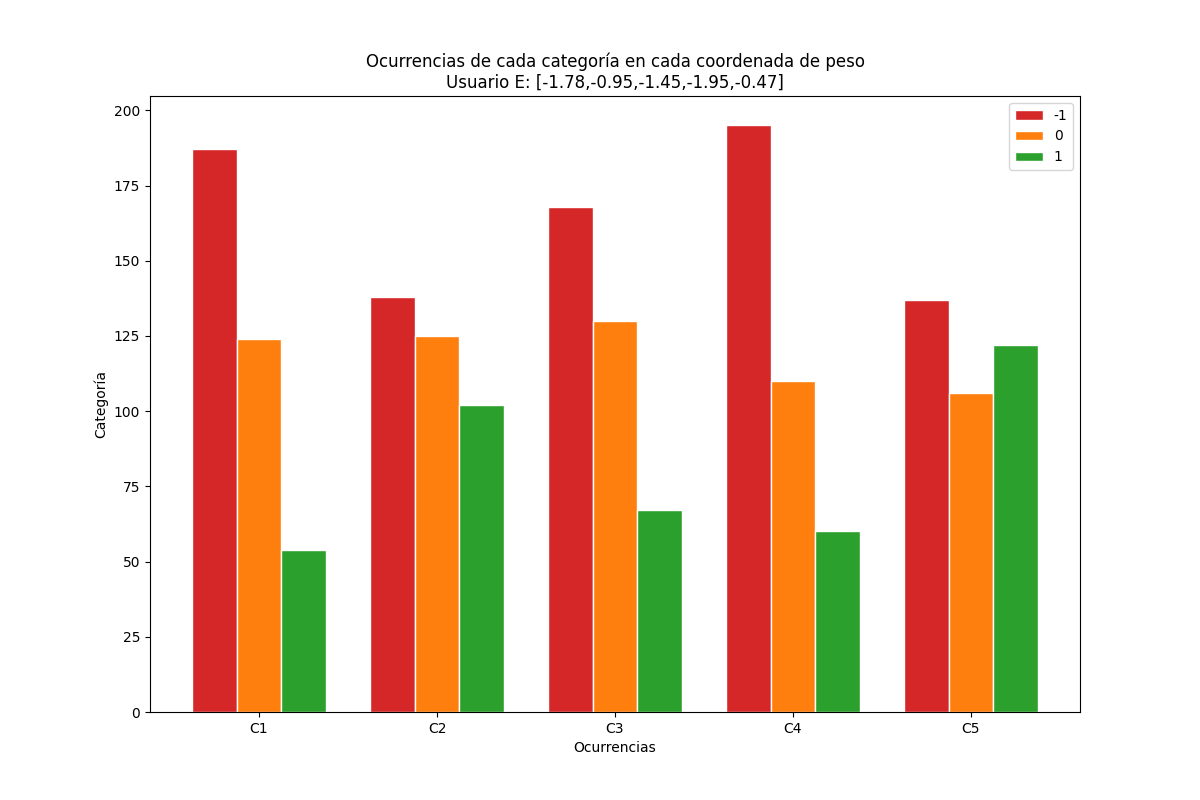 Ocurrencias de cada categoría en cada coordenada de peso
Usuario E: [-1.78,-0.95,-1.45,-1.95,-0.47]
-1
0
1
200
175
150
125
100
75
50
25
0
Categoría
C1 C2 C3 C4 C5
Ocurrencias